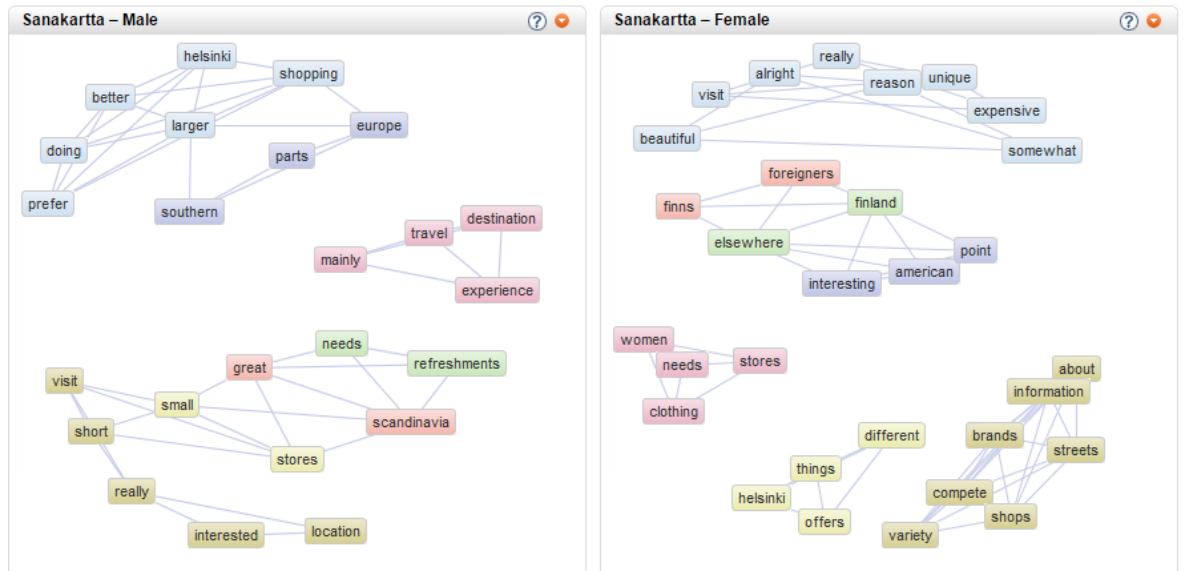 Sanakartta – Male
?
helsinki
shopping
better
larger
europe
doing
parts
prefer
southern
destination
travel
mainly
experience
needs
refreshments
great
visit
small
scandinavia
short
stores
really
interested
location
Sanakartta – Female
?
really
alright
reason
unique
visit
expensive
beautiful
somewhat
foreigners
finns
finland
elsewhere
point
american
interesting
women
needs
stores
clothing
about
information
different
brands
streets
things
helsinki
compete
offers
shops
variety